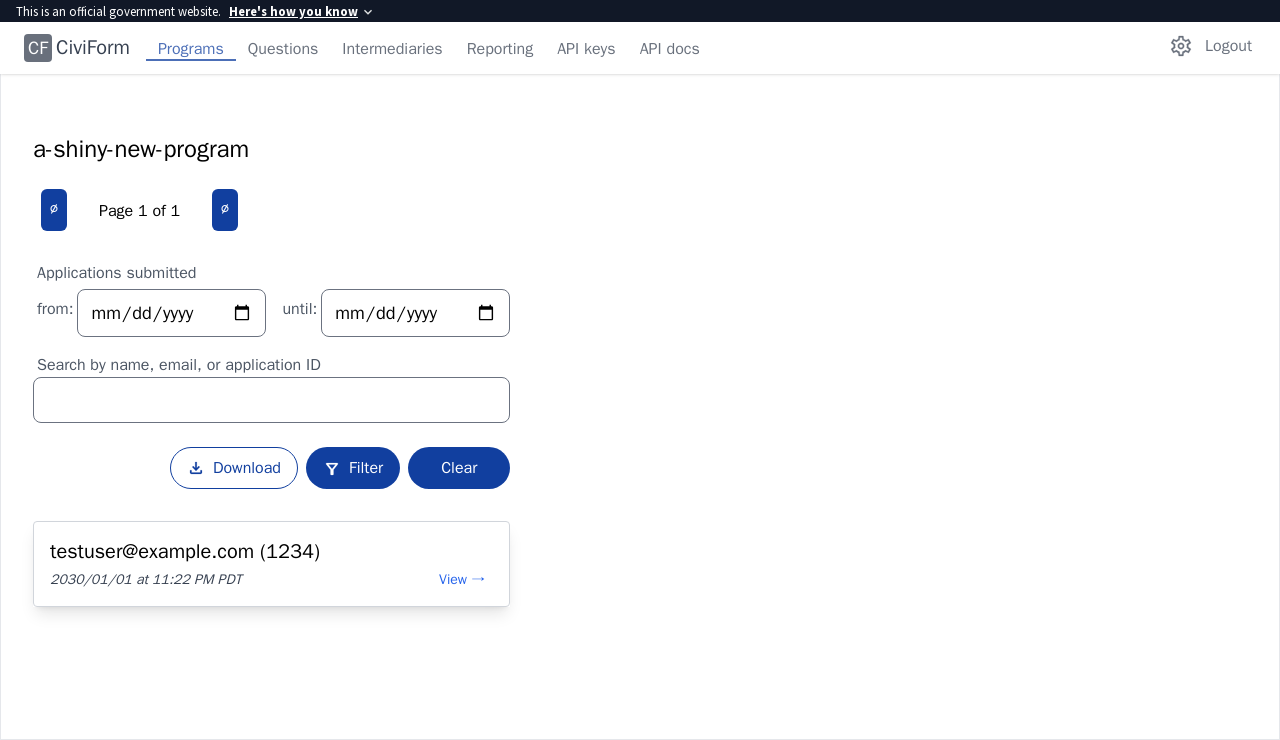 This is an official government website. Here's how you know
CF CiviForm Programs Questions Intermediaries Reporting API keys API docs Logout
a-shiny-new-program
∅ Page 1 of 1 ∅
Applications submitted
from: mm/dd/yyyy until: mm/dd/yyyy
Search by name, email, or application ID
Download Filter Clear
testuser@example.com (1234)
2030/01/01 at 11:22 PM PDT View →